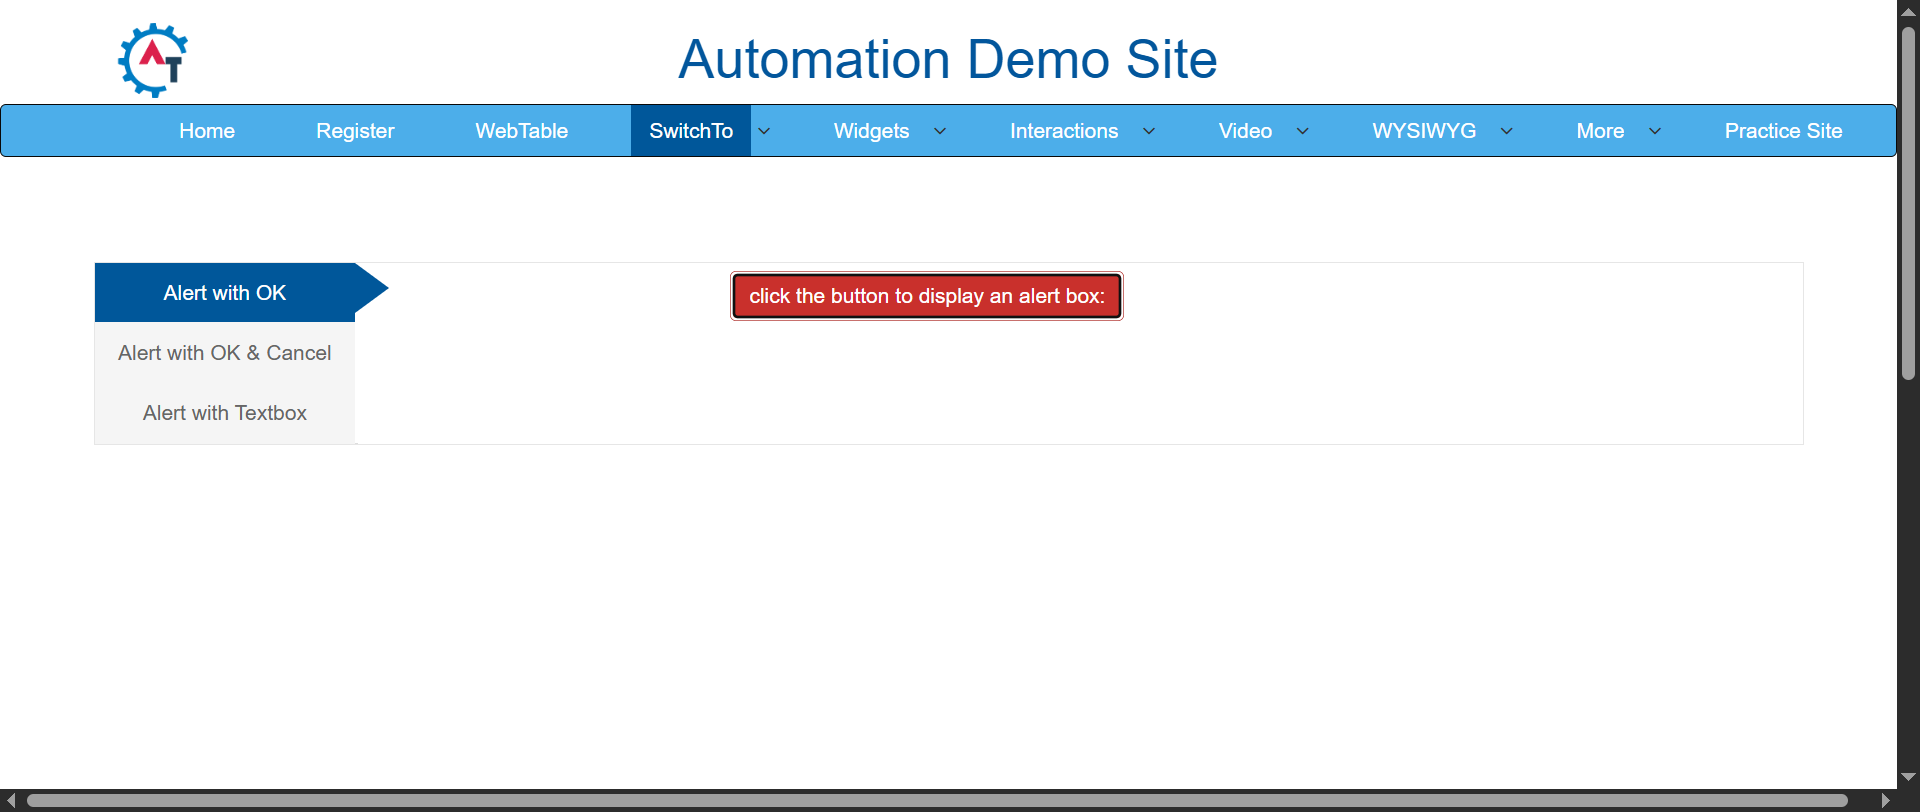 AT
Automation Demo Site
Home Register WebTable SwitchTo Widgets Interactions Video WYSIWYG More Practice Site
Alert with OK
click the button to display an alert box:
Alert with OK & Cancel
Alert with Textbox